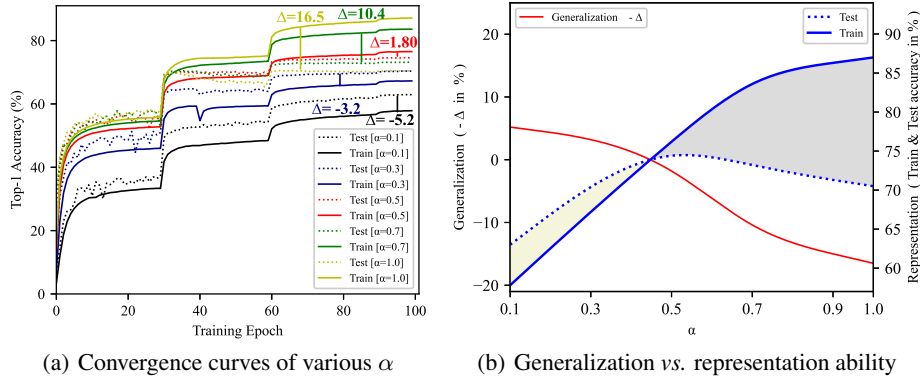 Δ=16.5
Δ=10.4
Δ=1.80
Δ= -3.2
Δ= -5.2
Top-1 Accuracy (%)
80
60
40
20
0
0 20 40 60 80 100
Training Epoch
Test [α=0.1]
Train [α=0.1]
Test [α=0.3]
Train [α=0.3]
Test [α=0.5]
Train [α=0.5]
Test [α=0.7]
Train [α=0.7]
Test [α=1.0]
Train [α=1.0]
(a) Convergence curves of various α
Generalization - Δ
Test
Train
Generalization ( - Δ in %)
20
10
0
−10
−20
0.1 0.3 0.5 0.7 0.9 1.0
α
90
85
80
75
70
65
60
Representation ( Train & Test accuracy in %)
(b) Generalization vs. representation ability